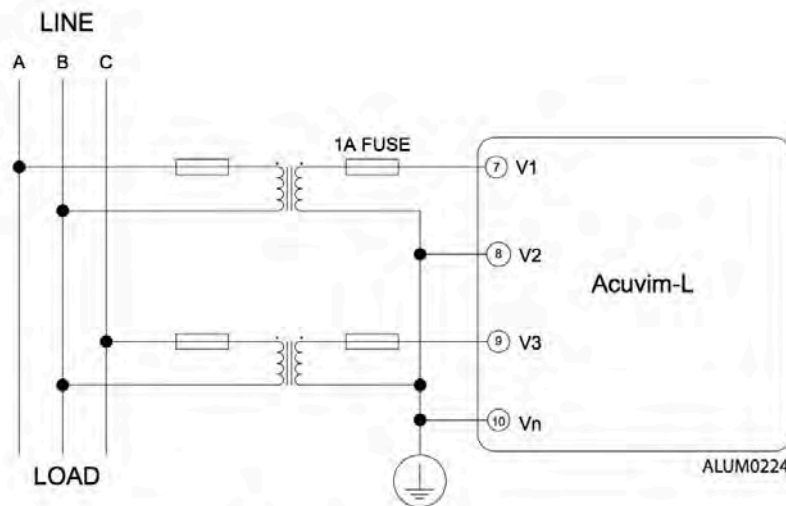 LINE
A B C
1A FUSE
7 V1
8 V2
Acuvim-L
9 V3
10 Vn
ALUM0224
LOAD